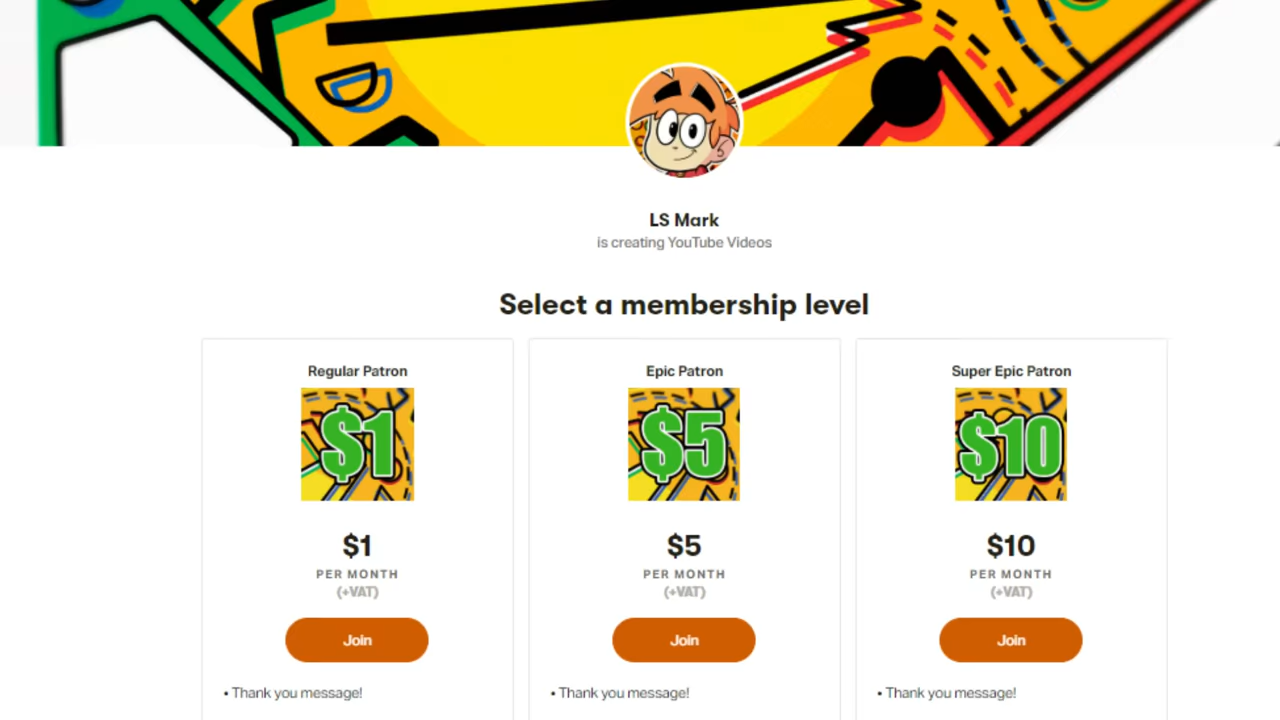 LS Mark
is creating YouTube Videos
Select a membership level
Regular Patron
$1
$1
PER MONTH
(+VAT)
Join
• Thank you message!
Epic Patron
$5
$5
PER MONTH
(+VAT)
Join
• Thank you message!
Super Epic Patron
$10
$10
PER MONTH
(+VAT)
Join
• Thank you message!